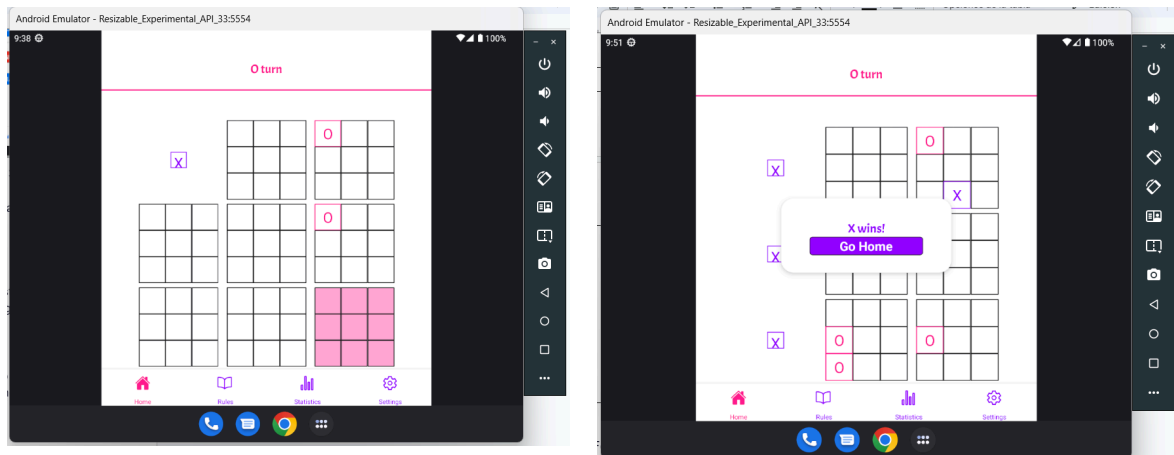 Android Emulator - Resizable_Experimental_API_33:5554
9:38
100%
O turn
O
X
O
Home
Rules
Statistics
Settings
Android Emulator - Resizable_Experimental_API_33:5554
9:51
100%
O turn
O
X
X
X wins!
X
Go Home
X
O
O
O
Home
Rules
Statistics
Settings